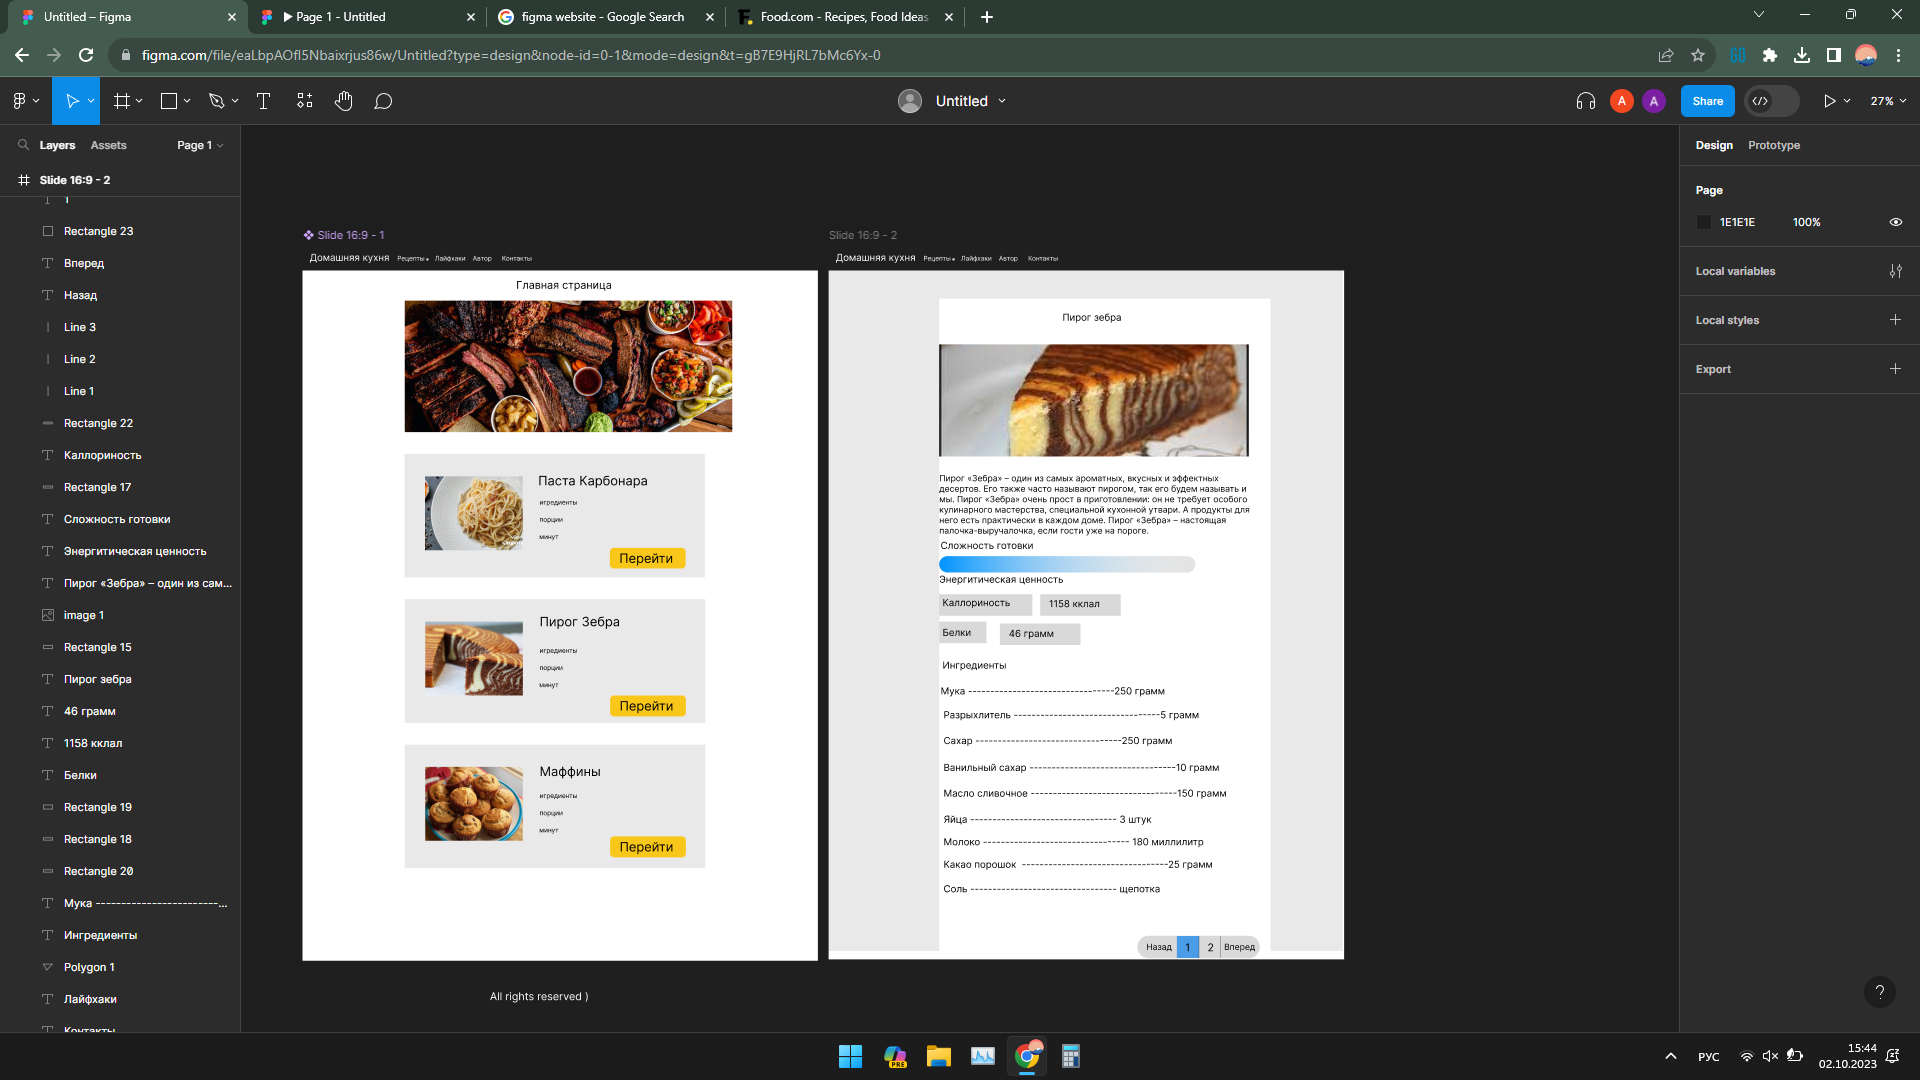 Untitled – Figma
Page 1 - Untitled
figma website - Google Search
Food.com - Recipes, Food Ideas
figma.com/file/eaLbpAOfl5Nbaixrjus86w/Untitled?type=design&node-id=0-1&mode=design&t=gB7E9HjRL7bMc6Yx-0
Untitled
A
A
Share
27%
Layers
Assets
Page 1
Slide 16:9 - 2
1
Rectangle 23
Вперед
Назад
Line 3
Line 2
Line 1
Rectangle 22
Каллориность
Rectangle 17
Сложность готовки
Энергитическая ценность
Пирог «Зебра» – один из сам...
image 1
Rectangle 15
Пирог зебра
46 грамм
1158 кклал
Белки
Rectangle 19
Rectangle 18
Rectangle 20
Мука ------------------------...
Ингредиенты
Polygon 1
Лайфхаки
Контакты
Slide 16:9 - 1
Домашняя кухня Рецепты Лайфхаки Автор Контакты
Главная страница
Паста Карбонара
игредиенты
порции
минут
Перейти
Пирог Зебра
игредиенты
порции
минут
Перейти
Маффины
игредиенты
порции
минут
Перейти
All rights reserved )
Slide 16:9 - 2
Домашняя кухня Рецепты Лайфхаки Автор Контакты
Пирог зебра
Пирог «Зебра» – один из самых ароматных, вкусных и эффектных
десертов. Его также часто называют пирогом, так его будем называть и
мы. Пирог «Зебра» очень прост в приготовлении: он не требует особого
кулинарного мастерства, специальной кухонной утвари. А продукты для
него есть практически в каждом доме. Пирог «Зебра» – настоящая
палочка-выручалочка, если гости уже на пороге.
Сложность готовки
Энергитическая ценность
Каллориность 1158 кклал
Белки 46 грамм
Ингредиенты
Мука ---------------------------------250 грамм
Разрыхлитель ---------------------------------5 грамм
Сахар ---------------------------------250 грамм
Ванильный сахар ---------------------------------10 грамм
Масло сливочное ---------------------------------150 грамм
Яйца --------------------------------- 3 штук
Молоко --------------------------------- 180 миллилитр
Какао порошок ---------------------------------25 грамм
Соль --------------------------------- щепотка
Назад 1 2 Вперед
Design
Prototype
Page
1E1E1E 100%
Local variables
Local styles
Export
?
PRE
РУС
15:44
02.10.2023